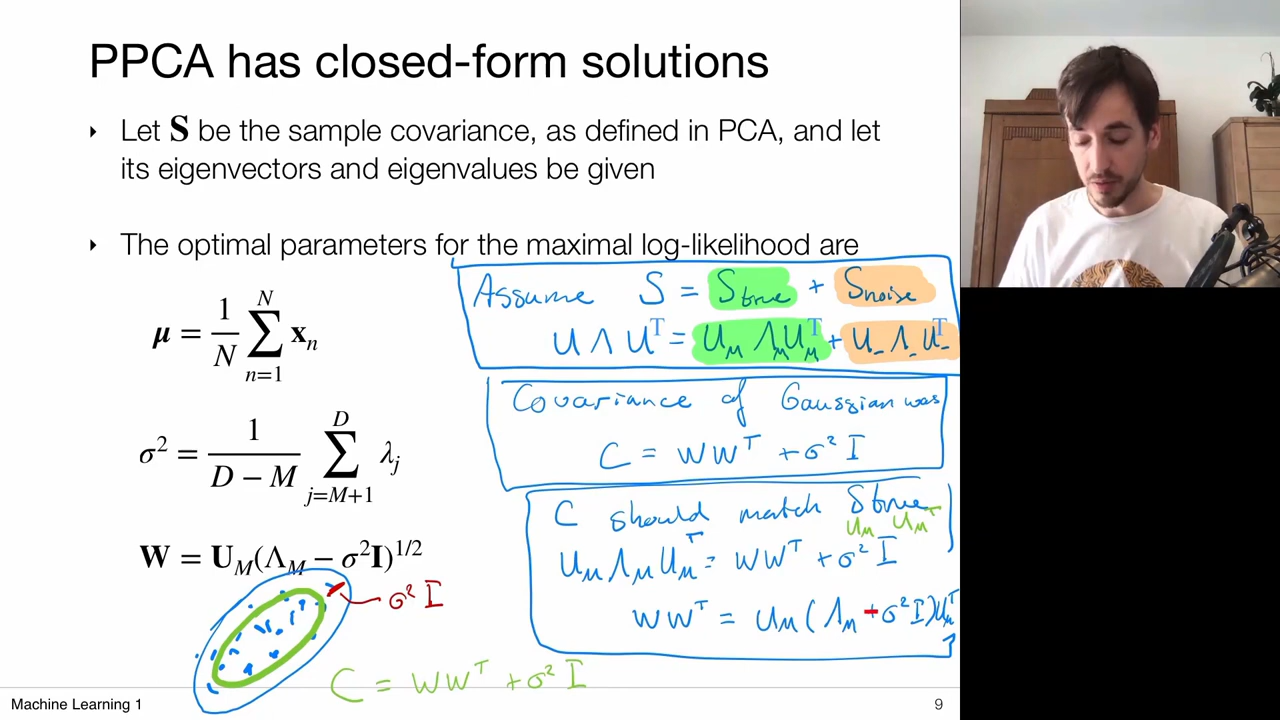 PPCA has closed-form solutions
‣ Let S be the sample covariance, as defined in PCA, and let
its eigenvectors and eigenvalues be given
‣ The optimal parameters for the maximal log-likelihood are
μ = 1/N ∑_{n=1}^{N} x_n
σ² = 1/(D − M) ∑_{j=M+1}^{D} λ_j
W = U_M(Λ_M − σ²I)^{1/2}
Assume S = S_true + S_noise
U Λ U^T = U_M Λ_M U_M^T + U_- Λ_- U_-^T
Covariance of Gaussian was
C = WW^T + σ² I
C should match S_true
U_M U_M^T
U_M Λ_M U_M^T = WW^T + σ² I
WW^T = U_M (Λ_M + σ² I) U_M^T
σ² I
C = WW^T + σ² I
Machine Learning 1
9